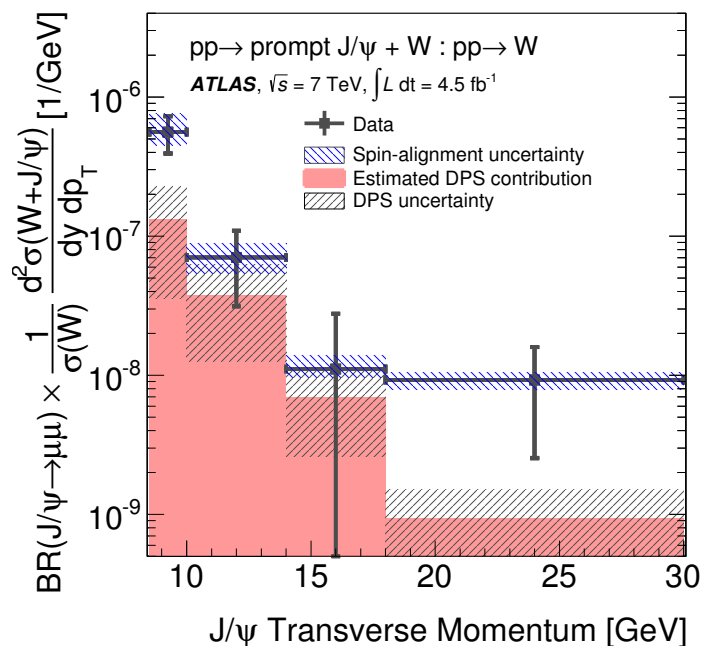 pp→ prompt J/ψ + W : pp→ W
ATLAS, √s = 7 TeV, ∫L dt = 4.5 fb⁻¹
Data
Spin-alignment uncertainty
Estimated DPS contribution
DPS uncertainty
BR(J/ψ→μμ) × 1/σ(W) d²σ(W+J/ψ)/dy dp_T [1/GeV]
10⁻⁶
10⁻⁷
10⁻⁸
10⁻⁹
10 15 20 25 30
J/ψ Transverse Momentum [GeV]